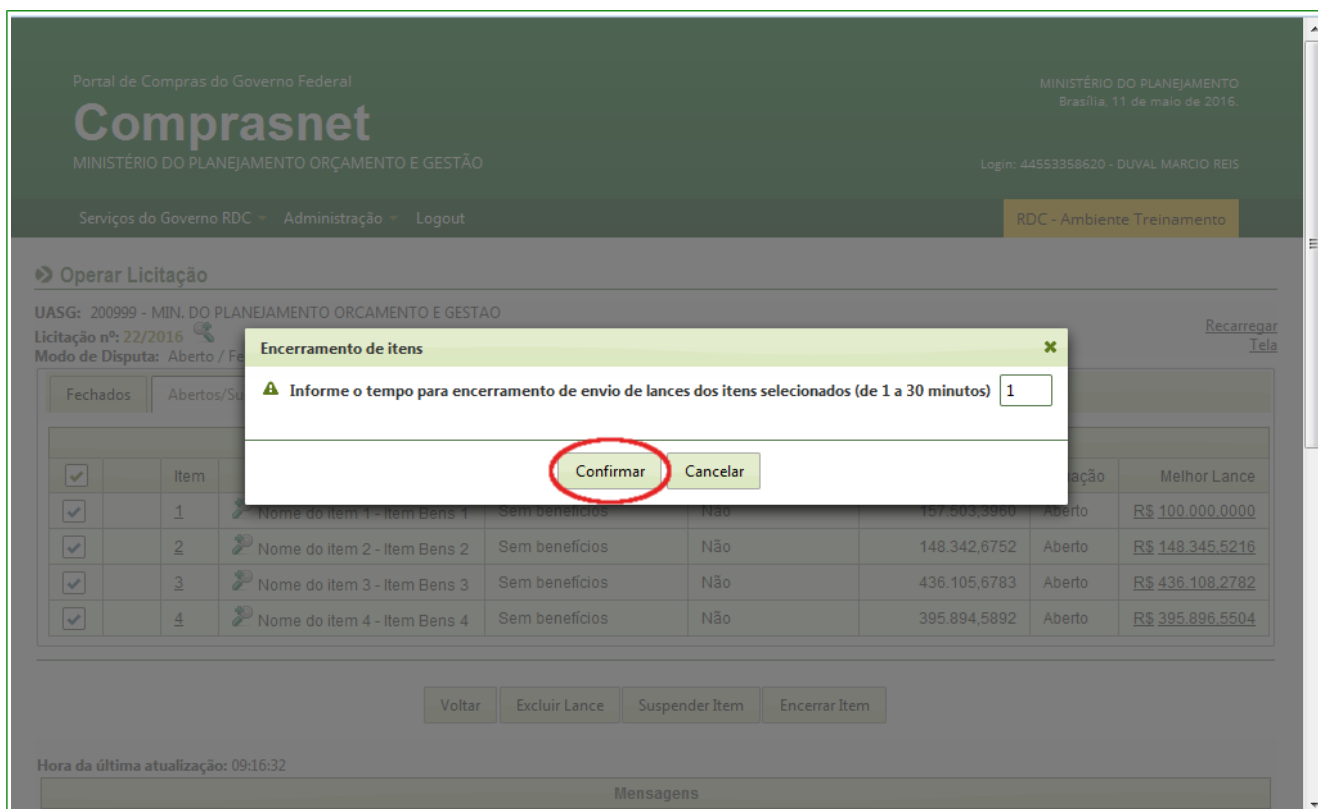 Portal de Compras do Governo Federal
Comprasnet
MINISTÉRIO DO PLANEJAMENTO ORÇAMENTO E GESTÃO
MINISTÉRIO DO PLANEJAMENTO
Brasília, 11 de maio de 2016.
Login: 44553358620 - DUVAL MARCIO REIS
Serviços do Governo RDC Administração Logout
RDC - Ambiente Treinamento
Operar Licitação
UASG: 200999 - MIN. DO PLANEJAMENTO ORCAMENTO E GESTAO
Licitação nº: 22/2016
Modo de Disputa: Aberto / Fe
Recarregar
Tela
Encerramento de itens
Informe o tempo para encerramento de envio de lances dos itens selecionados (de 1 a 30 minutos) 1
Confirmar Cancelar
Fechados Abertos/Su
Item ação Melhor Lance
1 Nome do item 1 - Item Bens 1 Sem benefícios Não 157.503,3960 Aberto R$ 100.000,0000
2 Nome do item 2 - Item Bens 2 Sem benefícios Não 148.342,6752 Aberto R$ 148.345,5216
3 Nome do item 3 - Item Bens 3 Sem benefícios Não 436.105,6783 Aberto R$ 436.108,2782
4 Nome do item 4 - Item Bens 4 Sem benefícios Não 395.894,5892 Aberto R$ 395.896,5504
Voltar Excluir Lance Suspender Item Encerrar Item
Hora da última atualização: 09:16:32
Mensagens